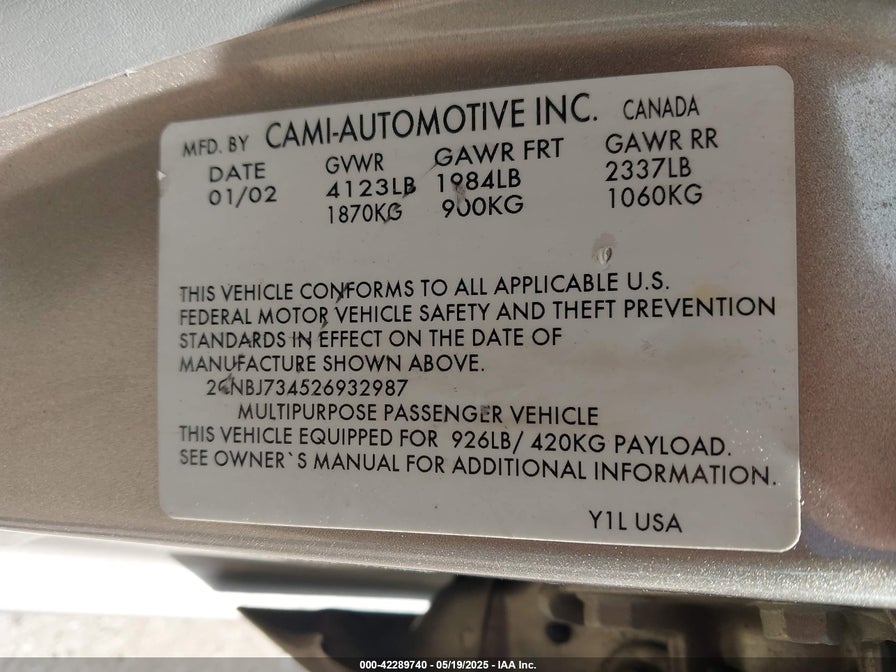 MFD. BY CAMI-AUTOMOTIVE INC. CANADA
DATE GVWR GAWR FRT GAWR RR
01/02 4123LB 1984LB 2337LB
1870KG 900KG 1060KG
THIS VEHICLE CONFORMS TO ALL APPLICABLE U.S.
FEDERAL MOTOR VEHICLE SAFETY AND THEFT PREVENTION
STANDARDS IN EFFECT ON THE DATE OF
MANUFACTURE SHOWN ABOVE.
2CNBJ734526932987
MULTIPURPOSE PASSENGER VEHICLE
THIS VEHICLE EQUIPPED FOR 926LB/ 420KG PAYLOAD.
SEE OWNER`S MANUAL FOR ADDITIONAL INFORMATION.
Y1L USA
000-42289740 - 05/19/2025 - IAA Inc.